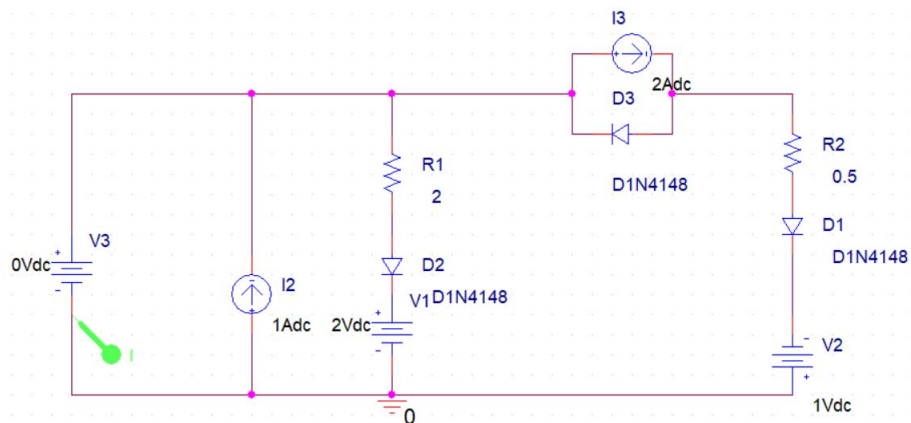 I3
+ -
2Adc
D3
R2
0.5
R1
2
D1N4148
D1
D1N4148
V3
+
0Vdc
-
D2
I2
-
+
1Adc
V1
D1N4148
+
2Vdc
-
-
V2
+
1Vdc
I
0